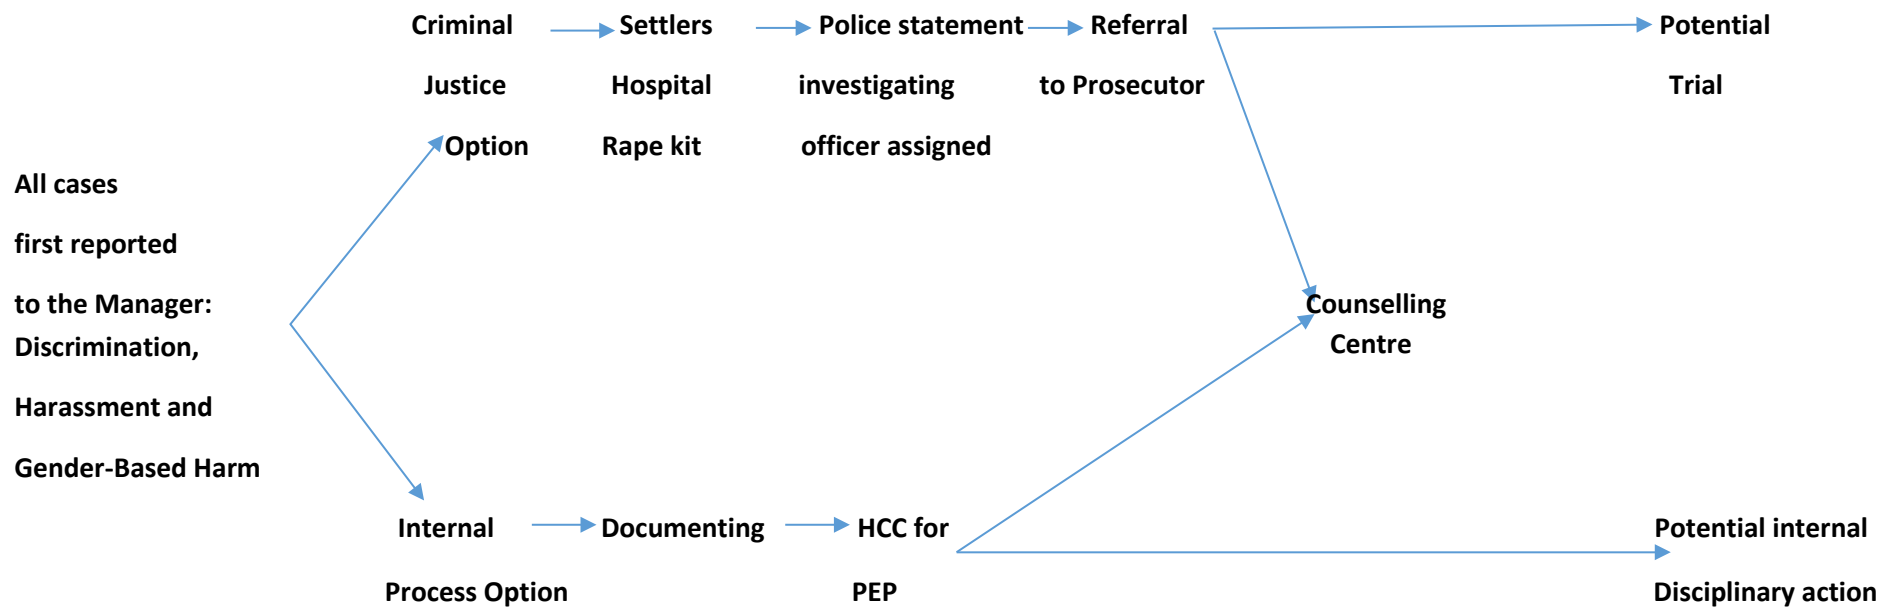 Criminal
Justice
Option
Settlers
Hospital
Rape kit
Police statement
investigating
officer assigned
Referral
to Prosecutor
Potential
Trial
All cases
first reported
to the Manager:
Discrimination,
Harassment and
Gender-Based Harm
Counselling
Centre
Internal
Process Option
Documenting
HCC for
PEP
Potential internal
Disciplinary action